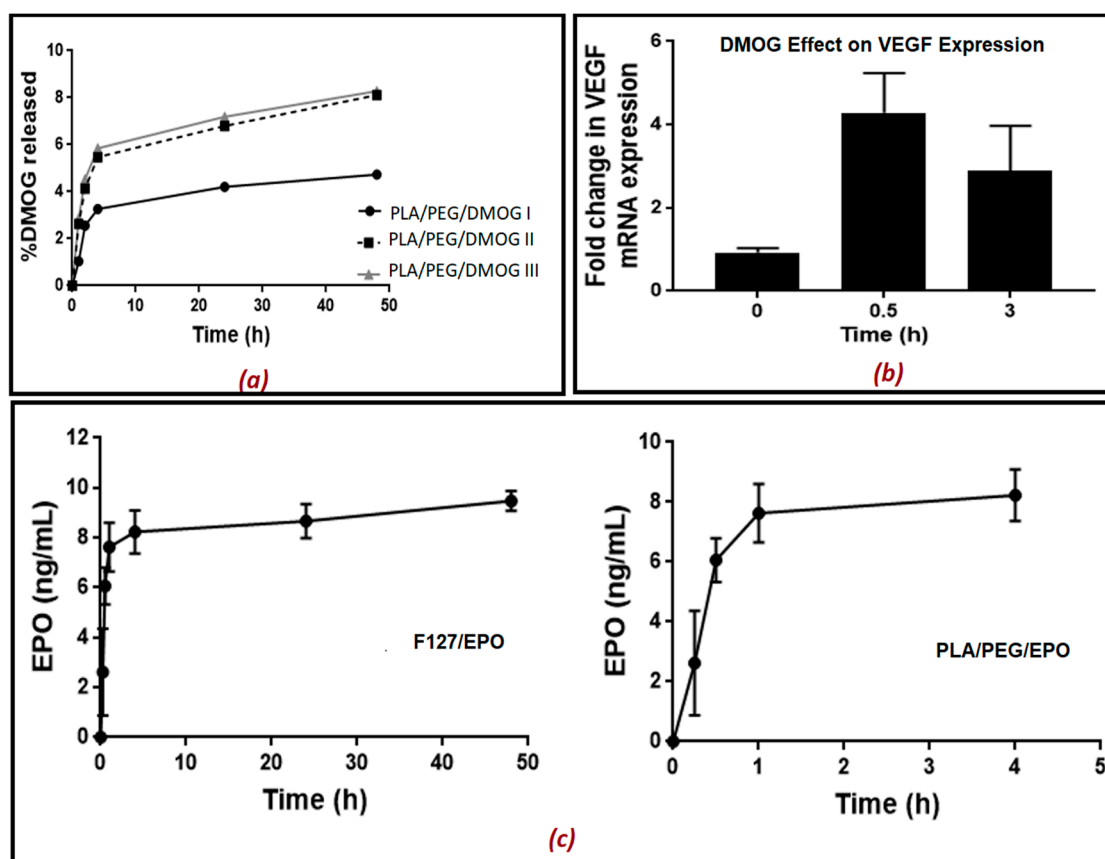 10
8
6
4
2
0
%DMOG released
0 10 20 30 40 50
Time (h)
PLA/PEG/DMOG I
PLA/PEG/DMOG II
PLA/PEG/DMOG III
(a)
DMOG Effect on VEGF Expression
6
4
2
0
Fold change in VEGF
mRNA expression
0 0.5 3
Time (h)
(b)
12
10
8
6
4
2
0
EPO (ng/mL)
F127/EPO
0 10 20 30 40 50
Time (h)
10
8
6
4
2
0
EPO (ng/mL)
PLA/PEG/EPO
0 1 2 3 4 5
Time (h)
(c)